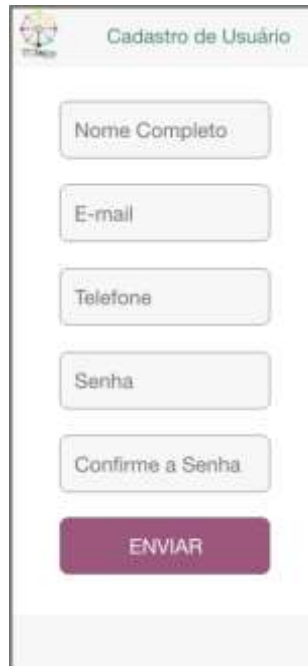 Cadastro de Usuário
Nome Completo
E-mail
Telefone
Senha
Confirme a Senha
ENVIAR